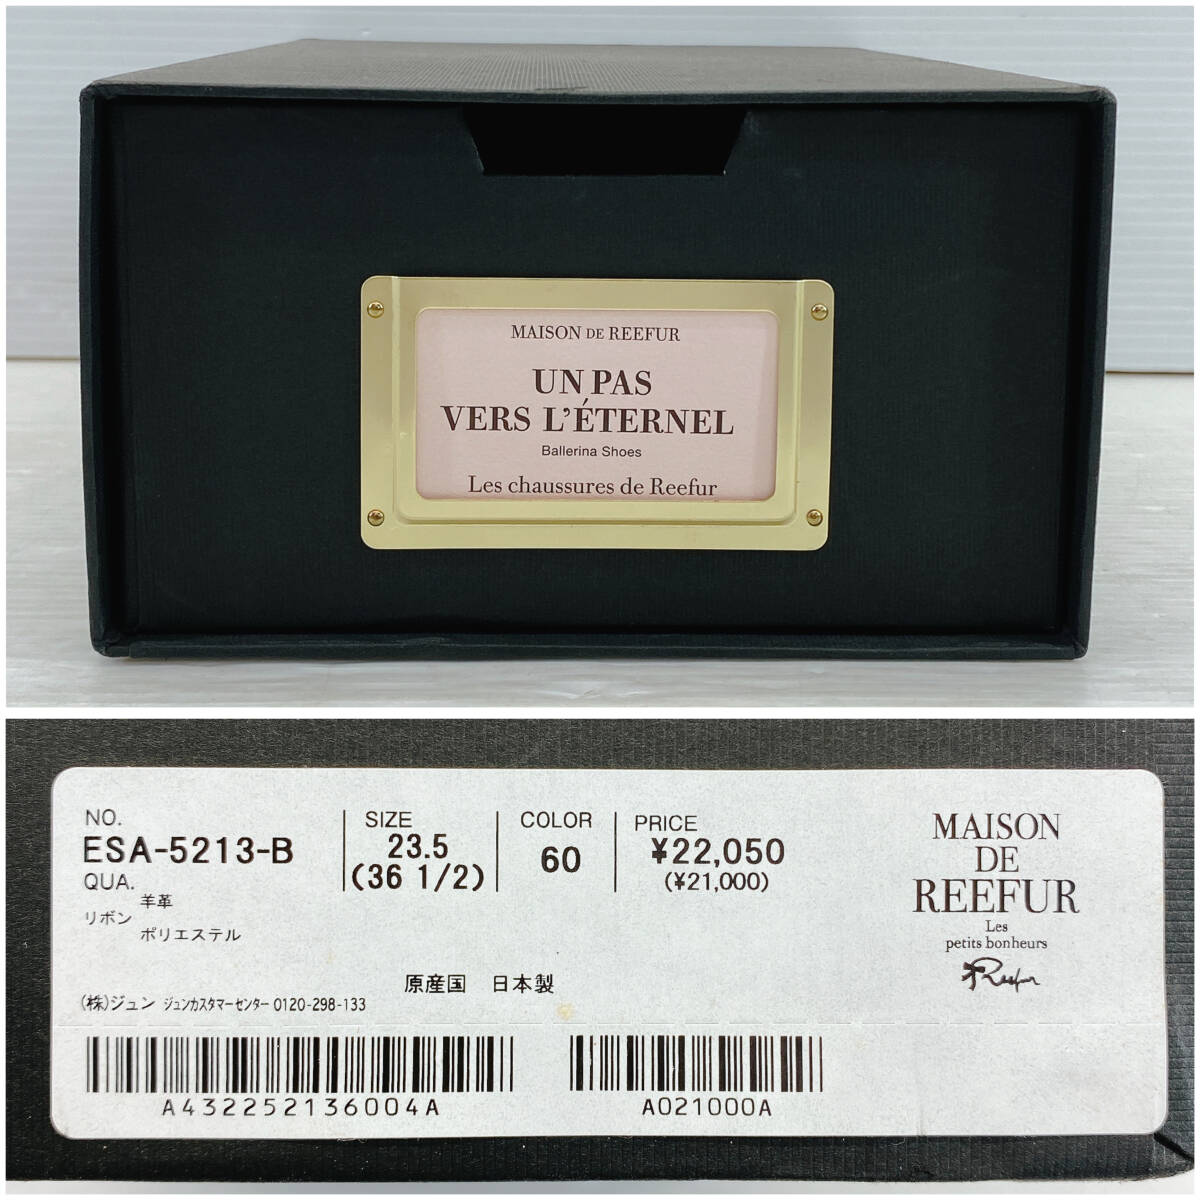 MAISON DE REEFUR
UN PAS
VERS L'ÉTERNEL
Ballerina Shoes
Les chaussures de Reefur
NO.
ESA-5213-B
QUA.
羊革
リボン
ポリエステル
SIZE
23.5
(36 1/2)
COLOR
60
PRICE
¥22,050
(¥21,000)
MAISON
DE
REEFUR
Les
petits bonheurs
Reefur
原産国 日本製
(株)ジュン ジュンカスタマーセンター 0120-298-133
A432252136004A
A021000A